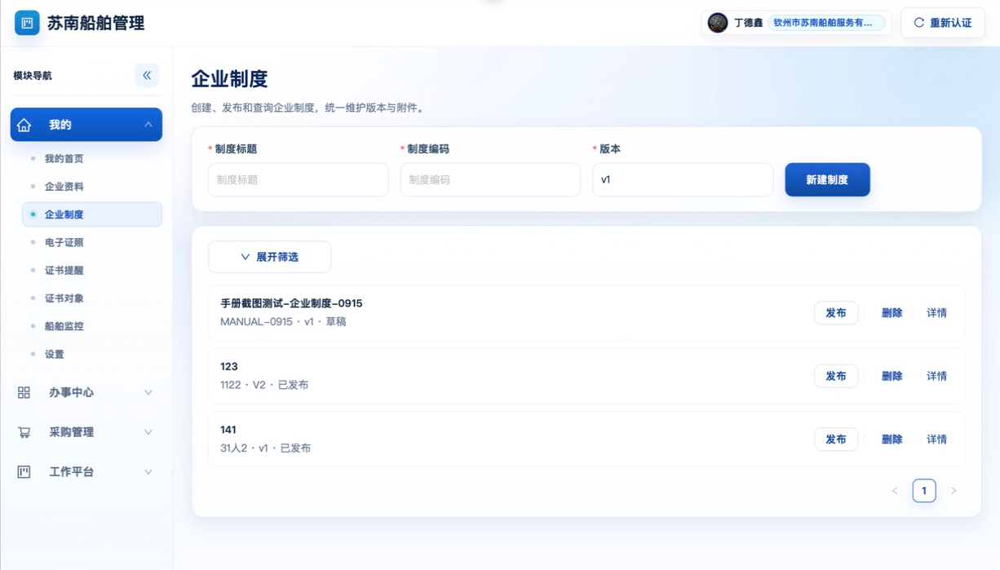 苏南船舶管理
丁德鑫 钦州市苏南船舶服务有... 重新认证
模块导航
我的
我的首页
企业资料
企业制度
电子证照
证书提醒
证书对象
船舶监控
设置
办事中心
采购管理
工作平台
企业制度
创建、发布和查询企业制度，统一维护版本与附件。
* 制度标题 * 制度编码 * 版本
制度标题 制度编码 v1 新建制度
展开筛选
手册截图测试-企业制度-0915
MANUAL-0915 · v1 · 草稿
发布 删除 详情
123
1122 · V2 · 已发布
发布 删除 详情
141
31人2 · v1 · 已发布
发布 删除 详情
< 1 >